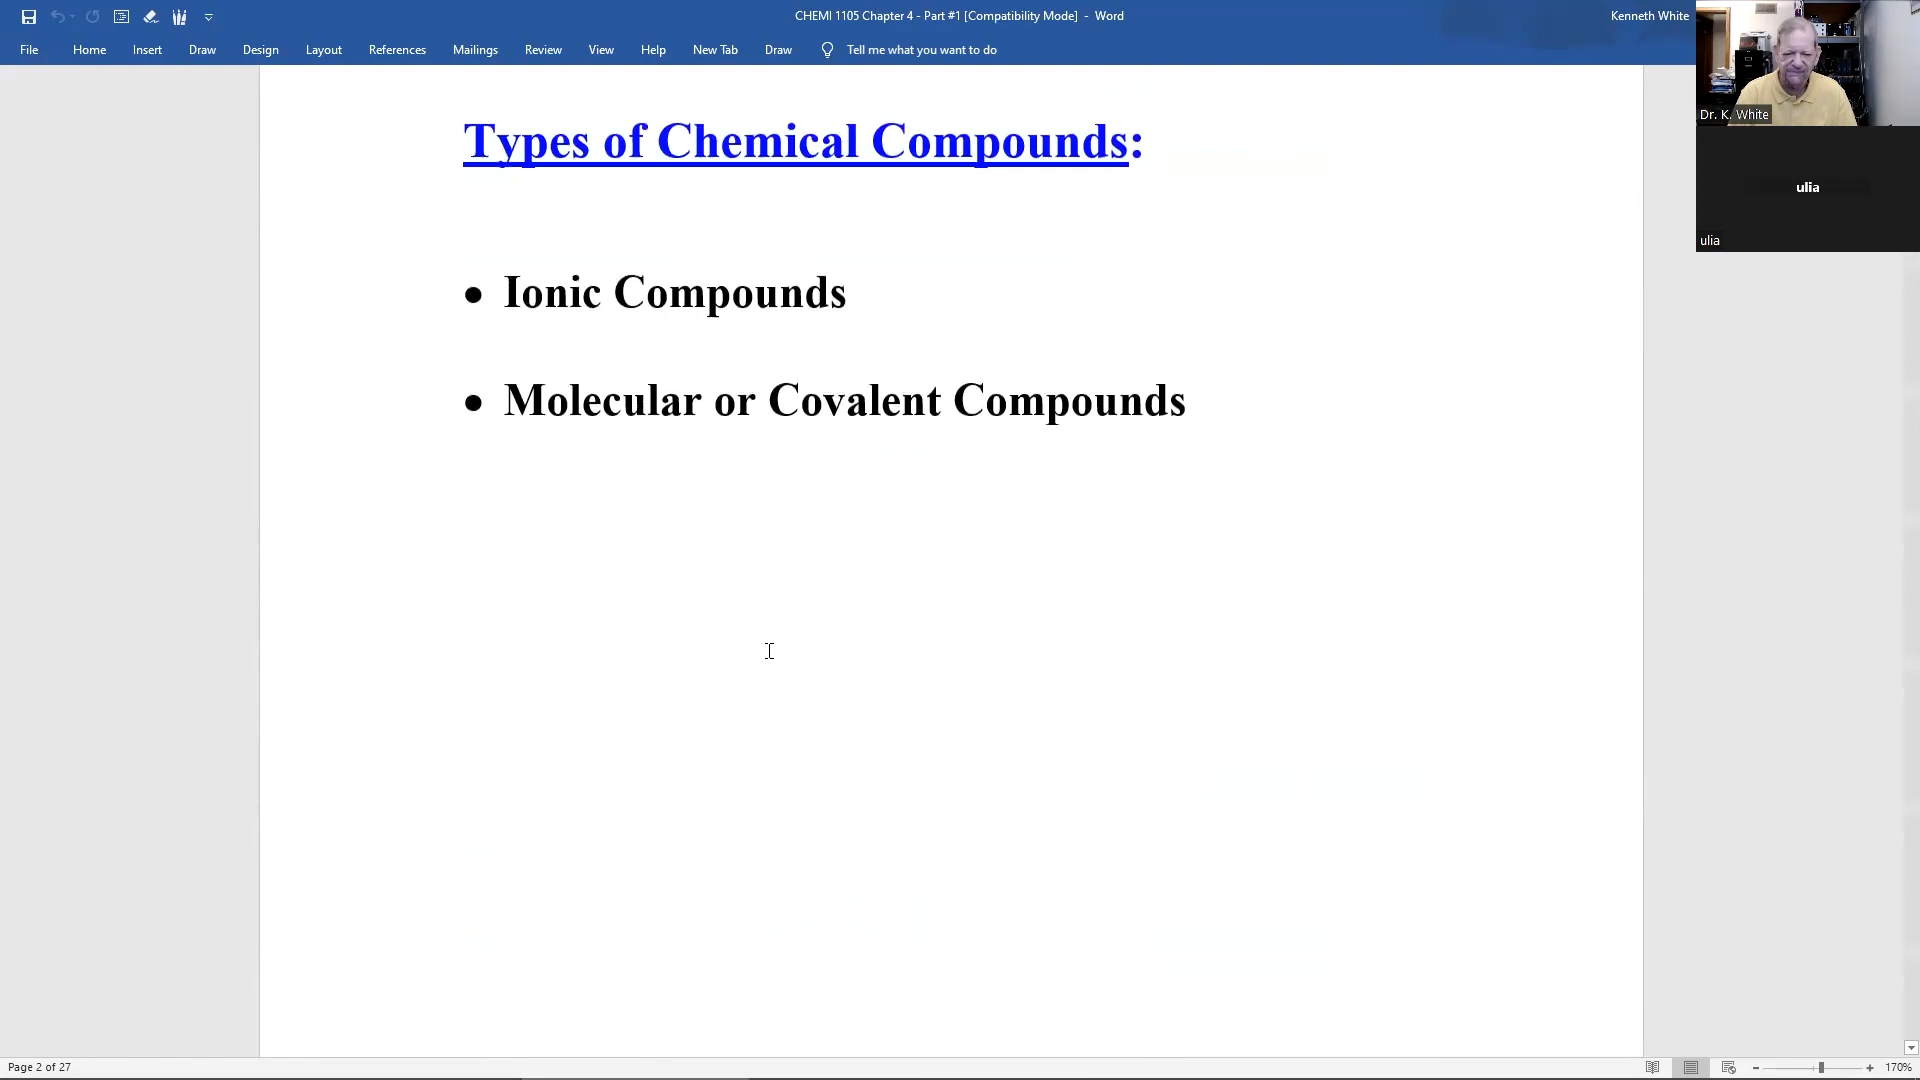 CHEMI 1105 Chapter 4 - Part #1 [Compatibility Mode] - Word
Kenneth White
File Home Insert Draw Design Layout References Mailings Review View Help New Tab Draw Tell me what you want to do
Dr. K. White
ulia
ulia
Types of Chemical Compounds:
• Ionic Compounds
• Molecular or Covalent Compounds
Page 2 of 27
170%